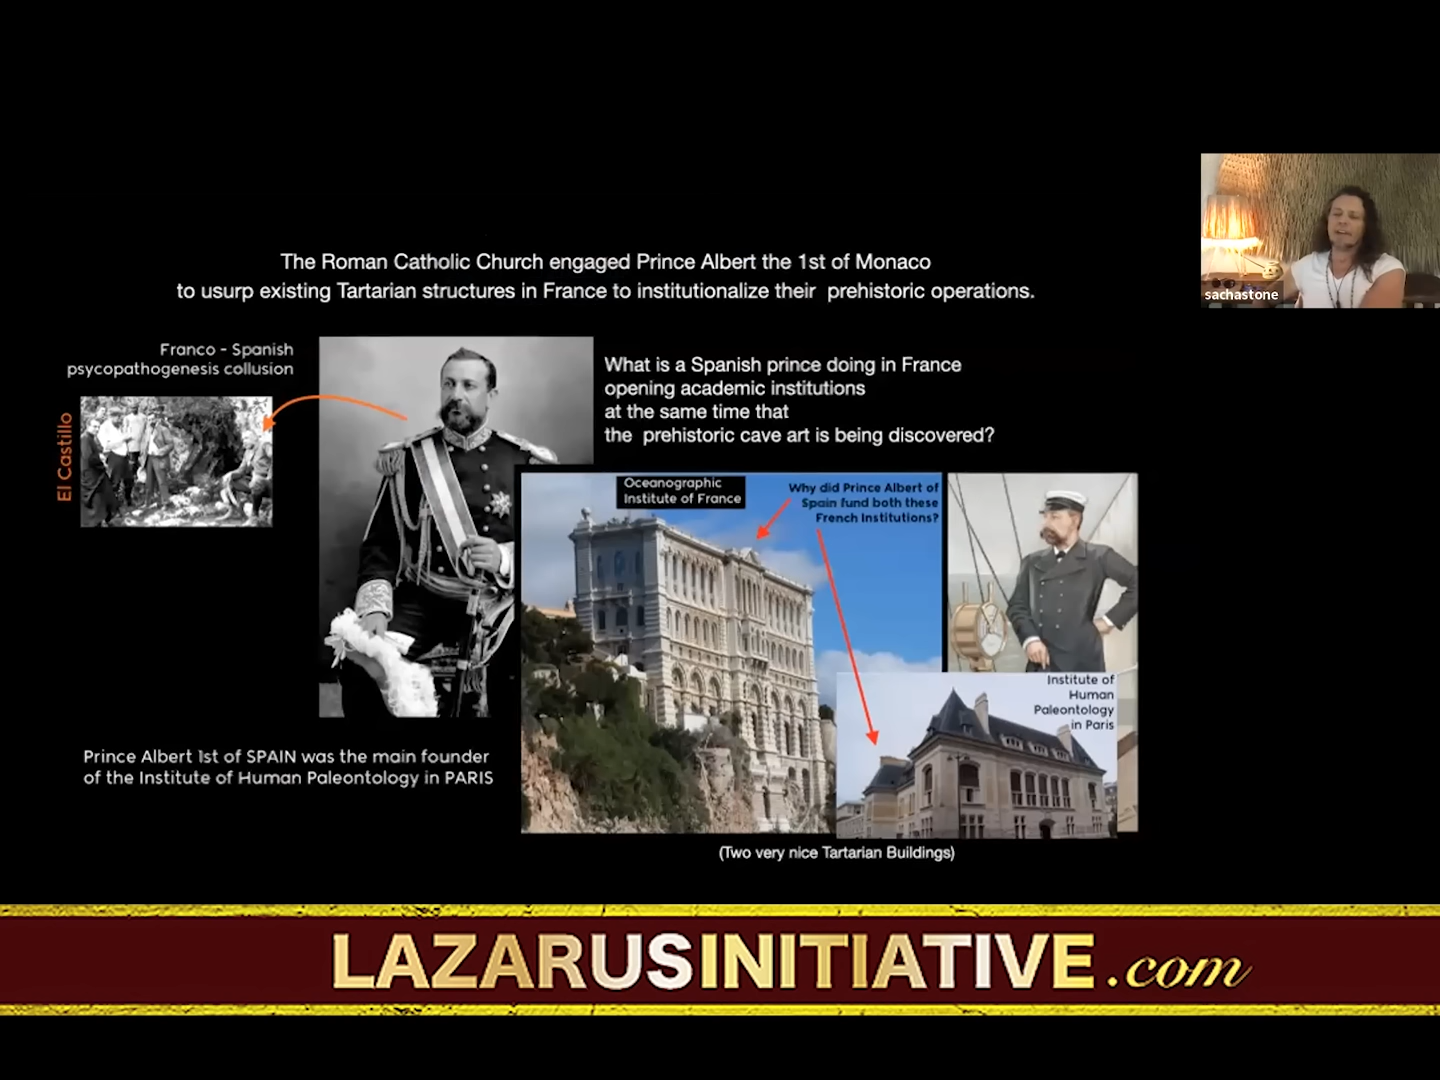 The Roman Catholic Church engaged Prince Albert the 1st of Monaco
to usurp existing Tartarian structures in France to institutionalize their prehistoric operations.
sachastone
Franco - Spanish
psycopathogenesis collusion
El Castillo
What is a Spanish prince doing in France
opening academic institutions
at the same time that
the prehistoric cave art is being discovered?
Oceanographic
Institute of France
Why did Prince Albert of
Spain fund both these
French Institutions?
Institute of
Human
Paleontology
in Paris
Prince Albert 1st of SPAIN was the main founder
of the Institute of Human Paleontology in PARIS
(Two very nice Tartarian Buildings)
LAZARUSINITIATIVE.com